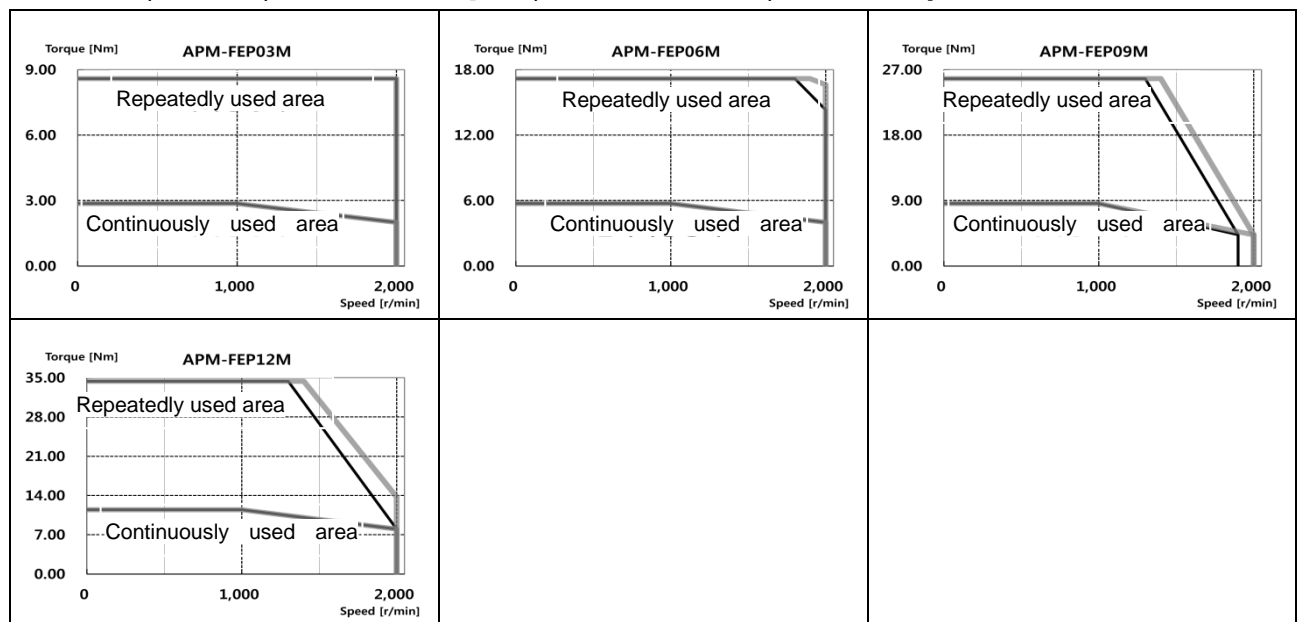 Torque [Nm] APM-FEP03M
9.00
Repeatedly used area
6.00
3.00
Continuously used area
0.00
0 1,000 2,000
Speed [r/min]
Torque [Nm] APM-FEP06M
18.00
Repeatedly used area
12.00
6.00
Continuously used area
0.00
0 1,000 2,000
Speed [r/min]
Torque [Nm] APM-FEP09M
27.00
Repeatedly used area
18.00
9.00
Continuously used area
0.00
0 1,000 2,000
Speed [r/min]
Torque [Nm] APM-FEP12M
35.00
Repeatedly used area
28.00
21.00
14.00
Continuously used area
7.00
0.00
0 1,000 2,000
Speed [r/min]